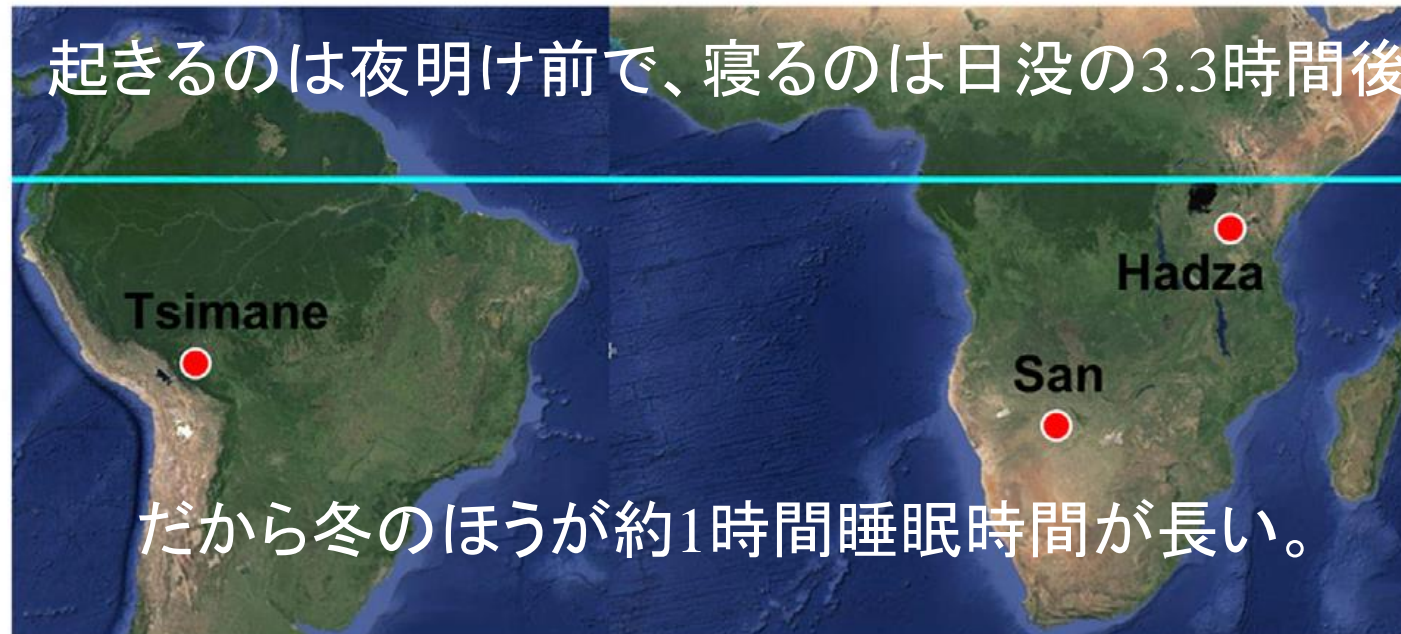 起きるのは夜明け前で、寝るのは日没の3.3時間後
Hadza
Tsimane
San
だから冬のほうが約1時間睡眠時間が長い。